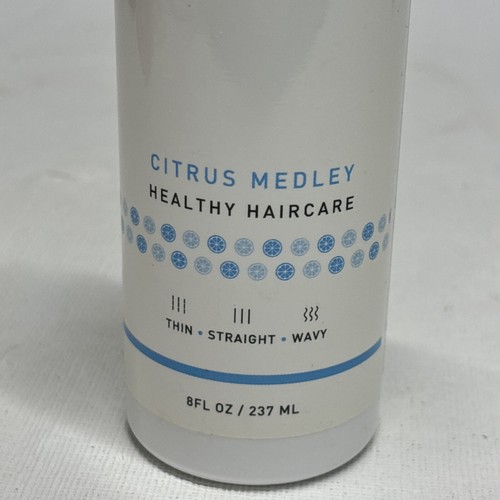 CITRUS MEDLEY
HEALTHY HAIRCARE
THIN • STRAIGHT • WAVY
8FL OZ / 237 ML